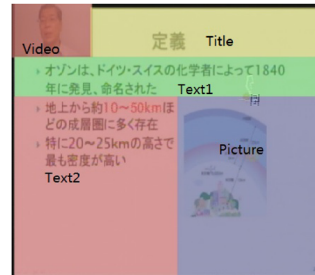 Video
定義 Title
オゾンは、ドイツ・スイスの化学者によって1840
年に発見、命名された Text1
地上から約10～50kmほ
どの成層圏に多く存在
特に20～25kmの高さで
最も密度が高い
Picture
Text2